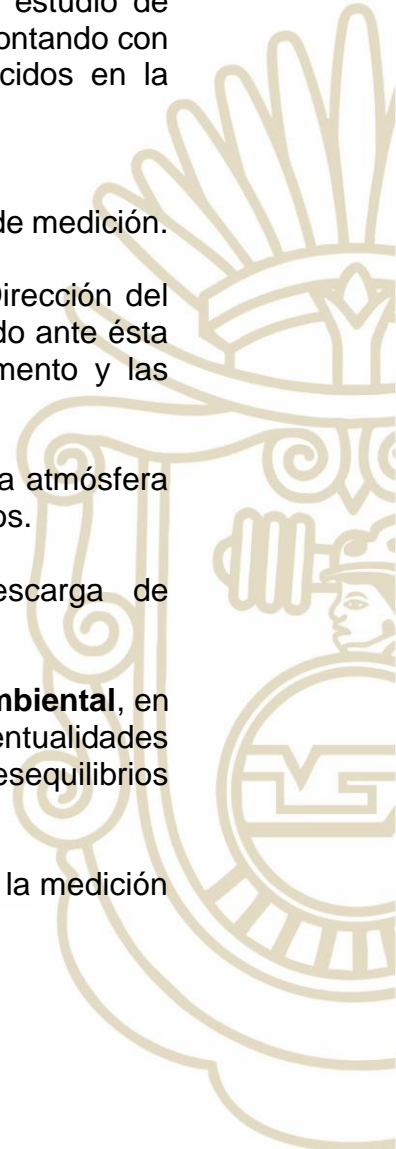 estudio de
ontando con
cidos en la
de medición.
Dirección del
do ante ésta
mento y las
a atmósfera
os.
escarga de
mbiental, en
entualidades
esequilibrios
la medición